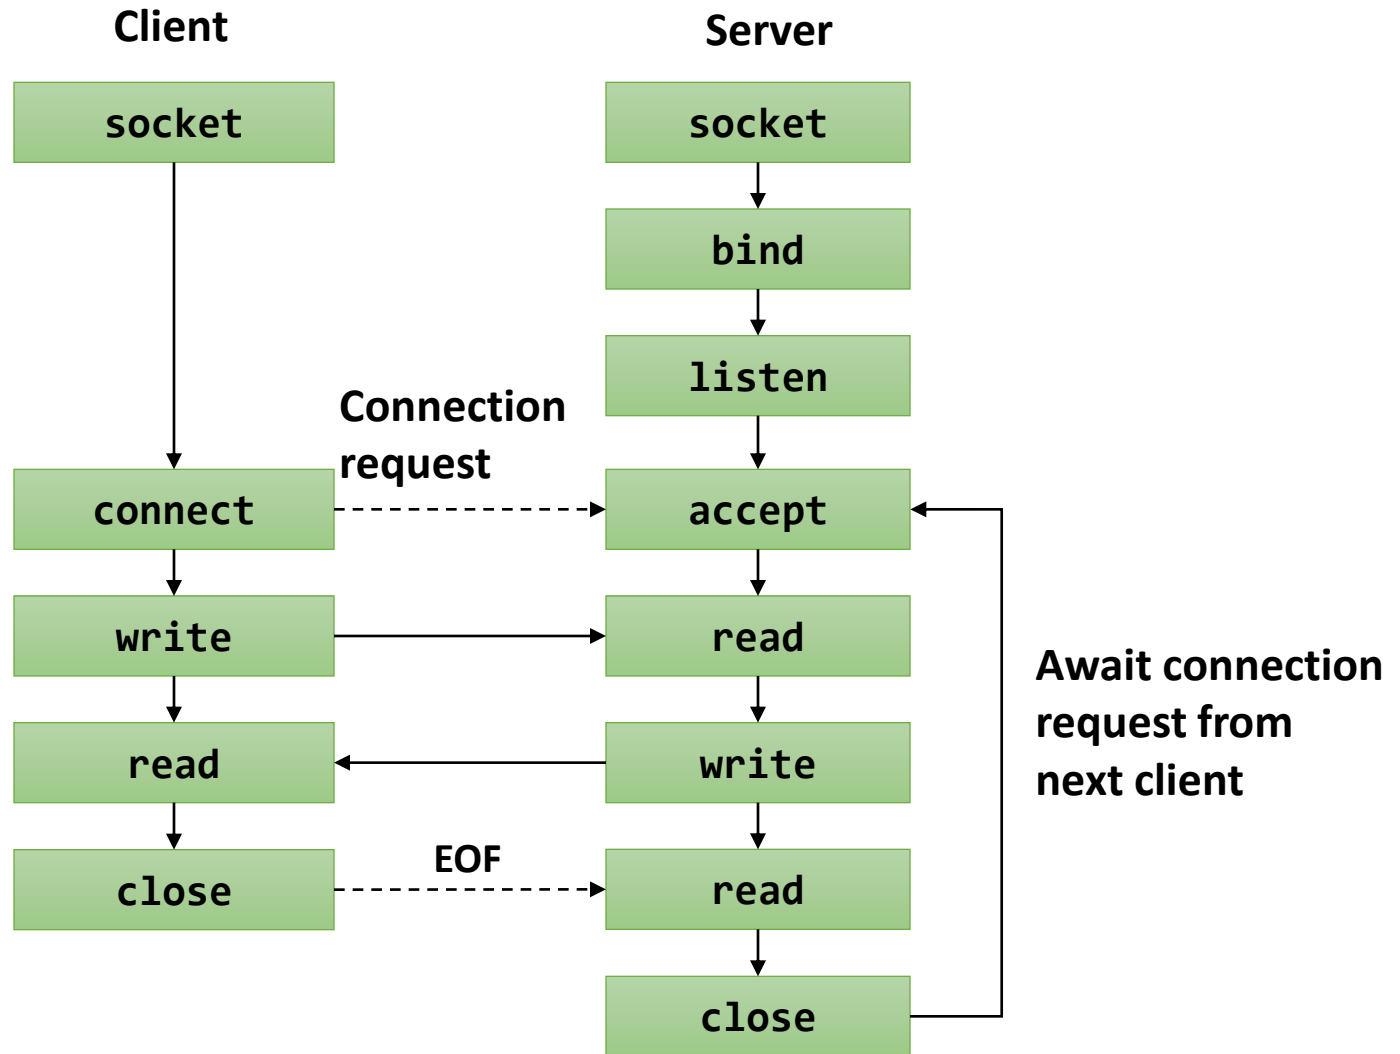 Client
Server
socket
socket
bind
listen
Connection
request
connect
accept
write
read
Await connection
request from
next client
read
write
EOF
close
read
close